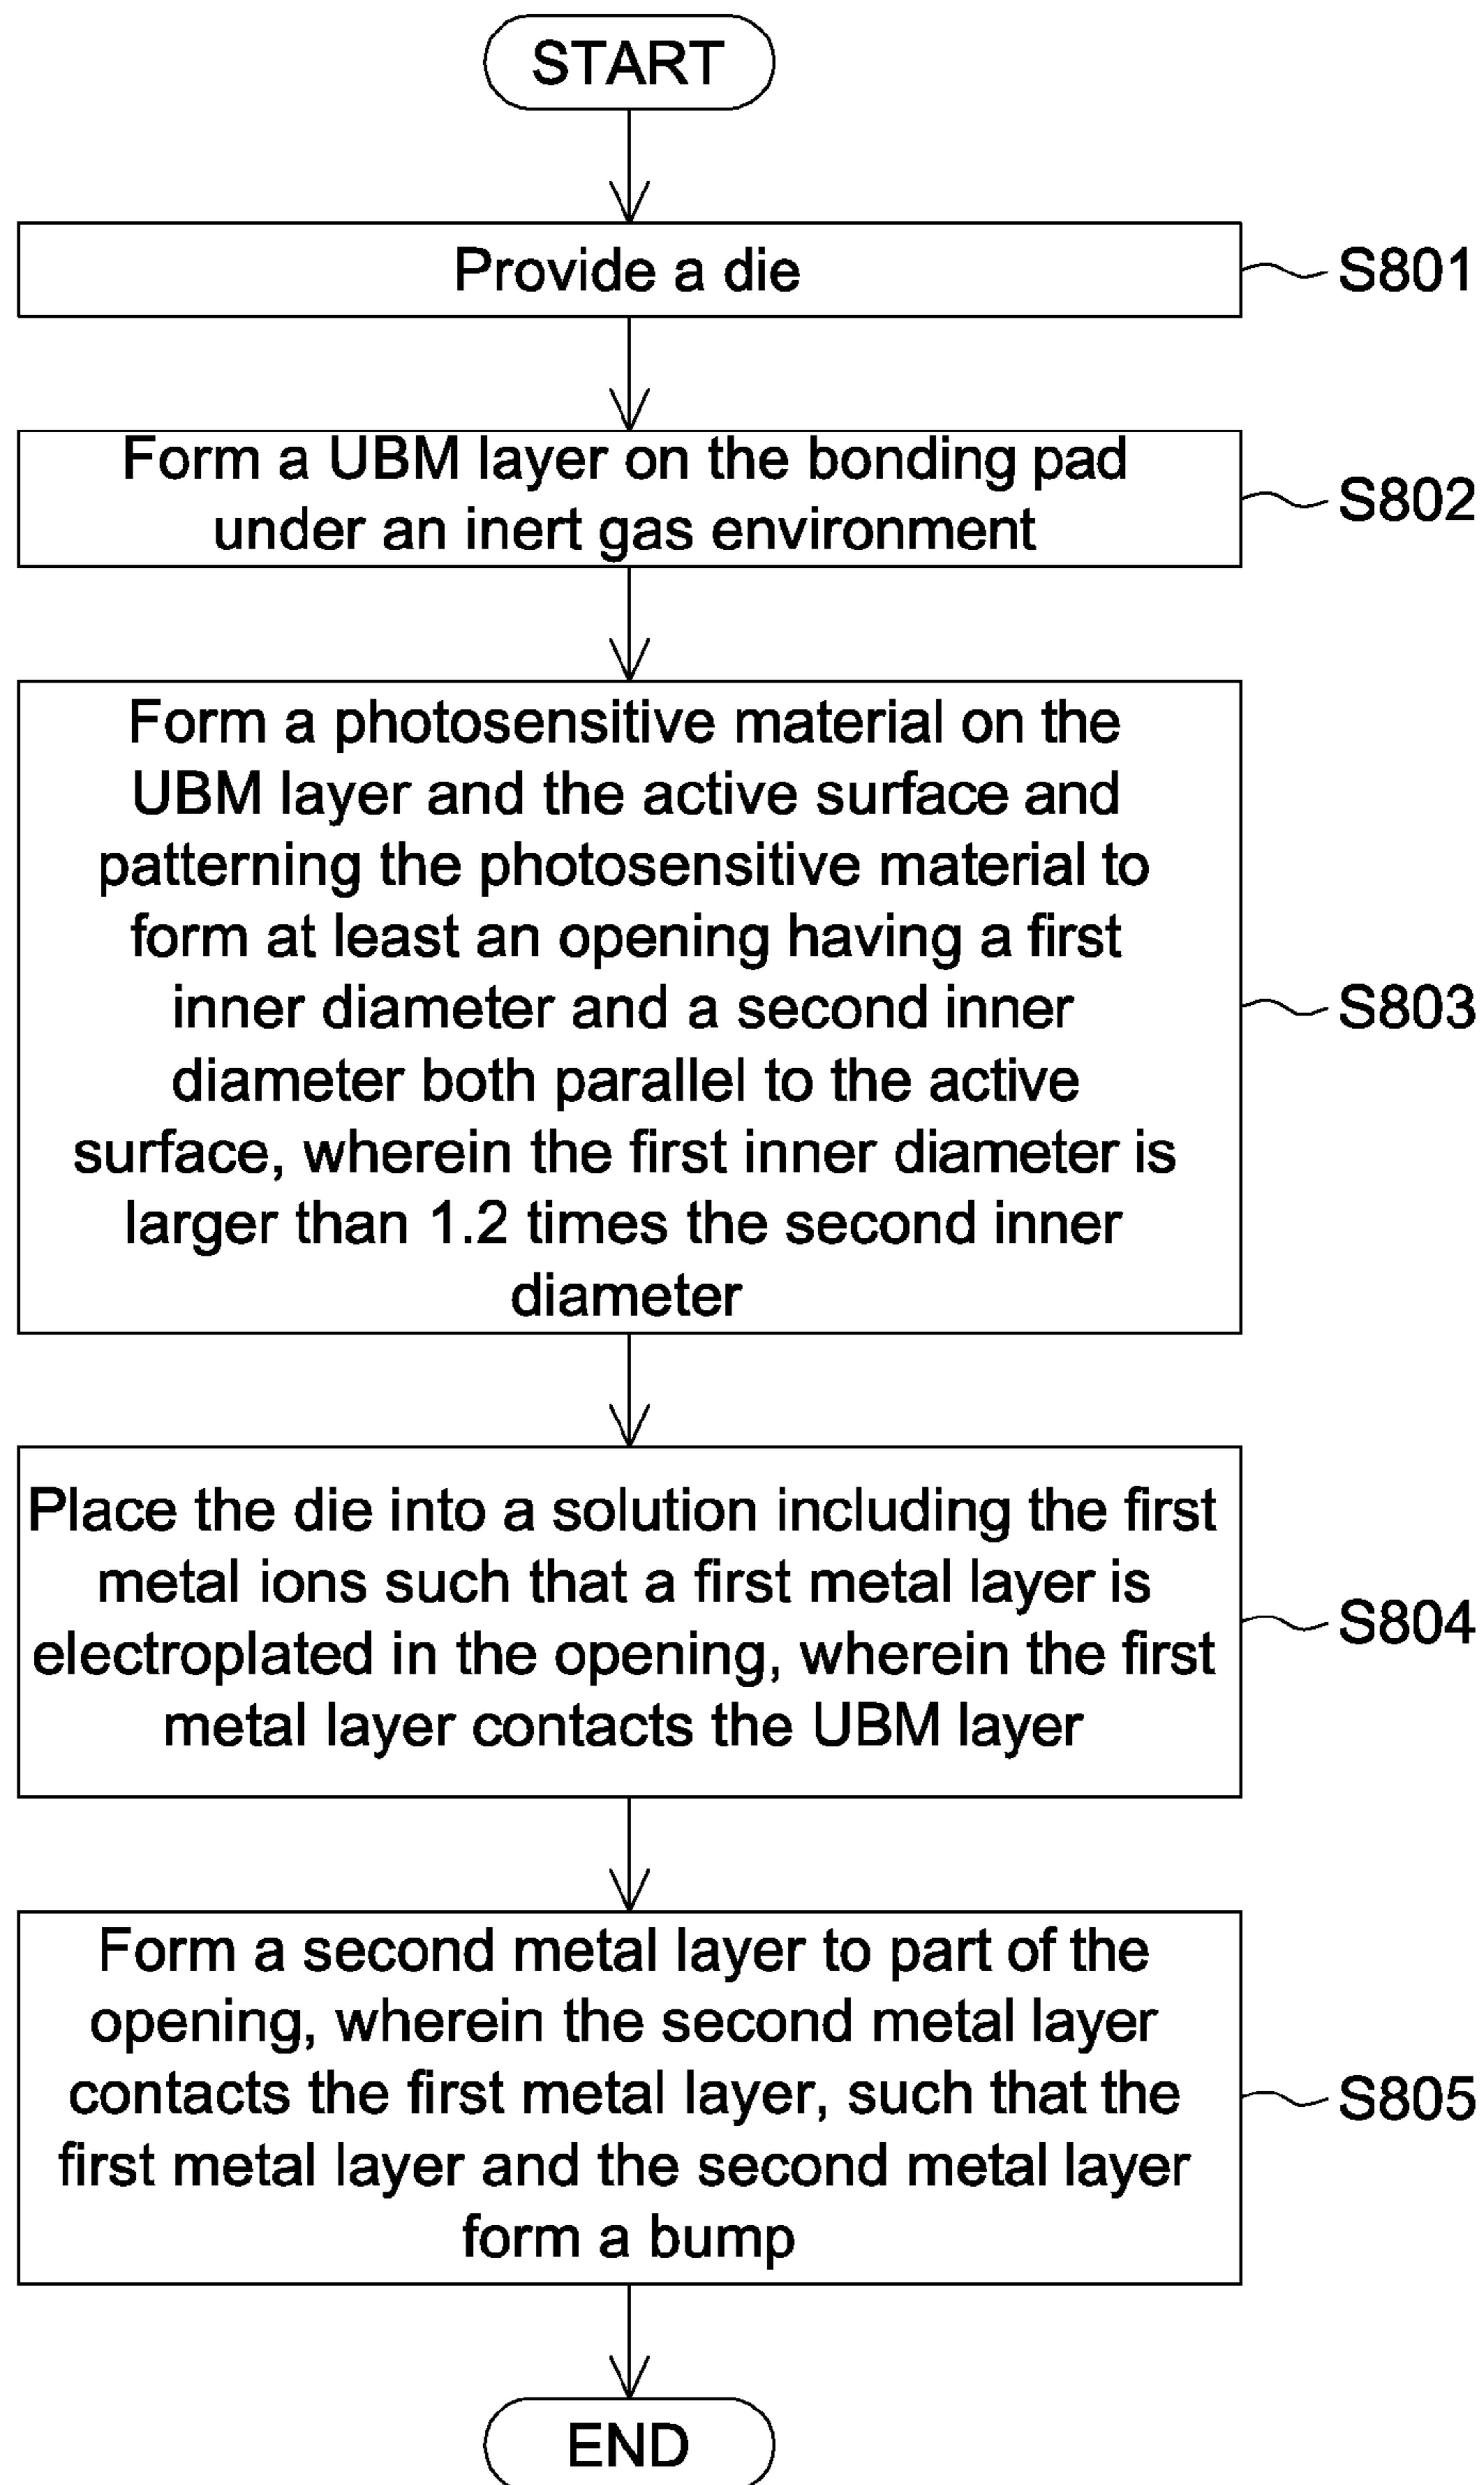 START
Provide a die
S801
Form a UBM layer on the bonding pad
under an inert gas environment
S802
Form a photosensitive material on the
UBM layer and the active surface and
patterning the photosensitive material to
form at least an opening having a first
inner diameter and a second inner
diameter both parallel to the active
surface, wherein the first inner diameter is
larger than 1.2 times the second inner
diameter
S803
Place the die into a solution including the first
metal ions such that a first metal layer is
electroplated in the opening, wherein the first
metal layer contacts the UBM layer
S804
Form a second metal layer to part of the
opening, wherein the second metal layer
contacts the first metal layer, such that the
first metal layer and the second metal layer
form a bump
S805
END